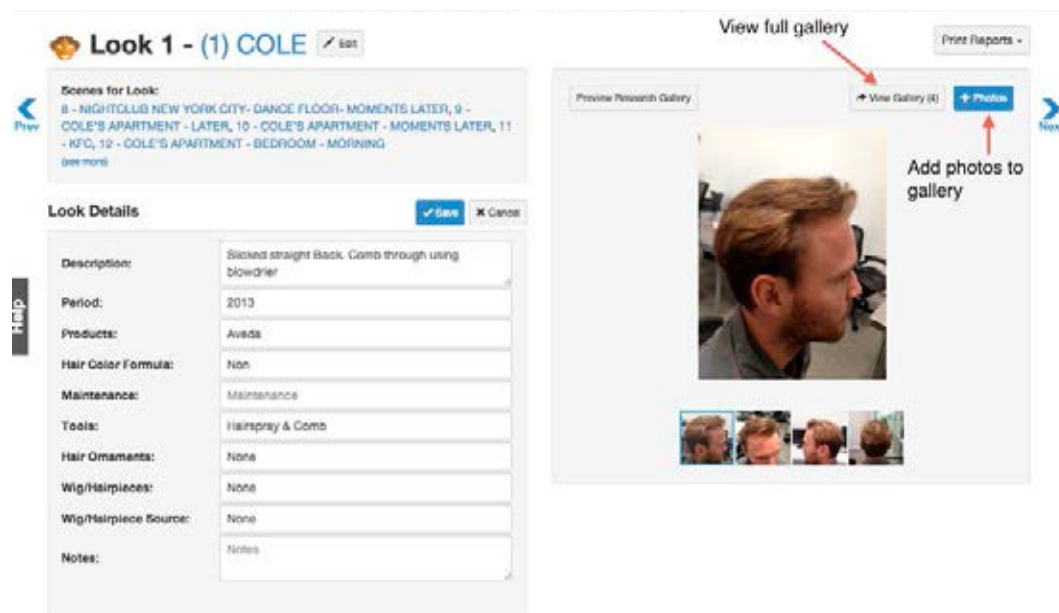 View full gallery
Look 1 - (1) COLE Edit
Print Reports
Scenes for Look:
8 - NIGHTCLUB NEW YORK CITY- DANCE FLOOR- MOMENTS LATER, 9 -
COLE'S APARTMENT - LATER, 10 - COLE'S APARTMENT - MOMENTS LATER, 11
- KFC, 12 - COLE'S APARTMENT - BEDROOM - MORNING
(see more)
Prev
Preview Research Gallery
View Gallery (4)
+ Photos
Next
Add photos to
gallery
Look Details
Save
Cancel
Help
Description:
Slicked straight Back. Comb through using
blowdrier
Period:
2013
Products:
Aveda
Hair Color Formula:
Non
Maintenance:
Maintenance
Tools:
Hairspray & Comb
Hair Ornaments:
None
Wig/Hairpieces:
None
Wig/Hairpiece Source:
None
Notes:
Notes